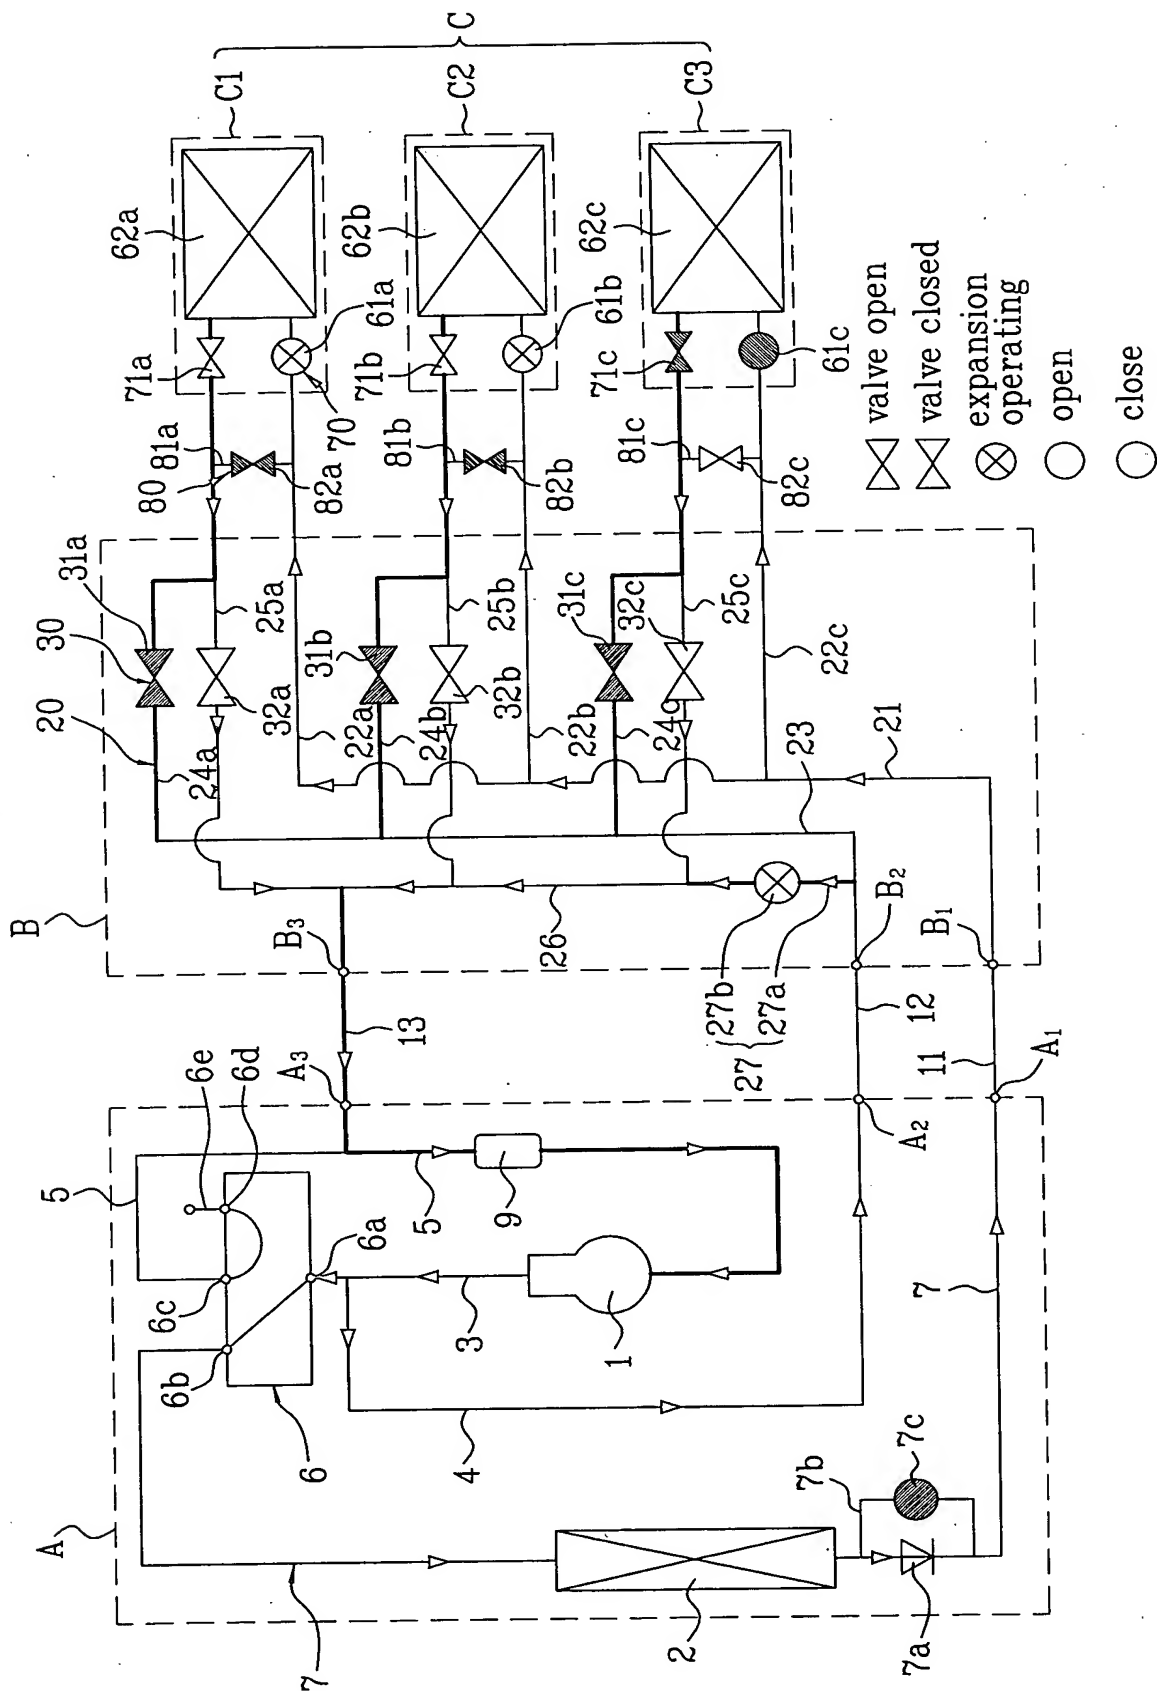 A
7
5
6e
6d
6b
6c
6a
6
4
3
5
1
9
2
7a
7b
7c
7
A3
A2
A1
13
12
11
B
B3
B2
B1
20
30
31a
24a
32a
25a
22a
31b
24b
32b
25b
22b
31c
24c
32c
25c
22c
26
27
27b
27a
23
21
80
81a
82a
71a
70
61a
62a
C1
81b
82b
71b
61b
62b
C2
C
81c
82c
71c
61c
62c
C3
valve open
valve closed
expansion
operating
open
close